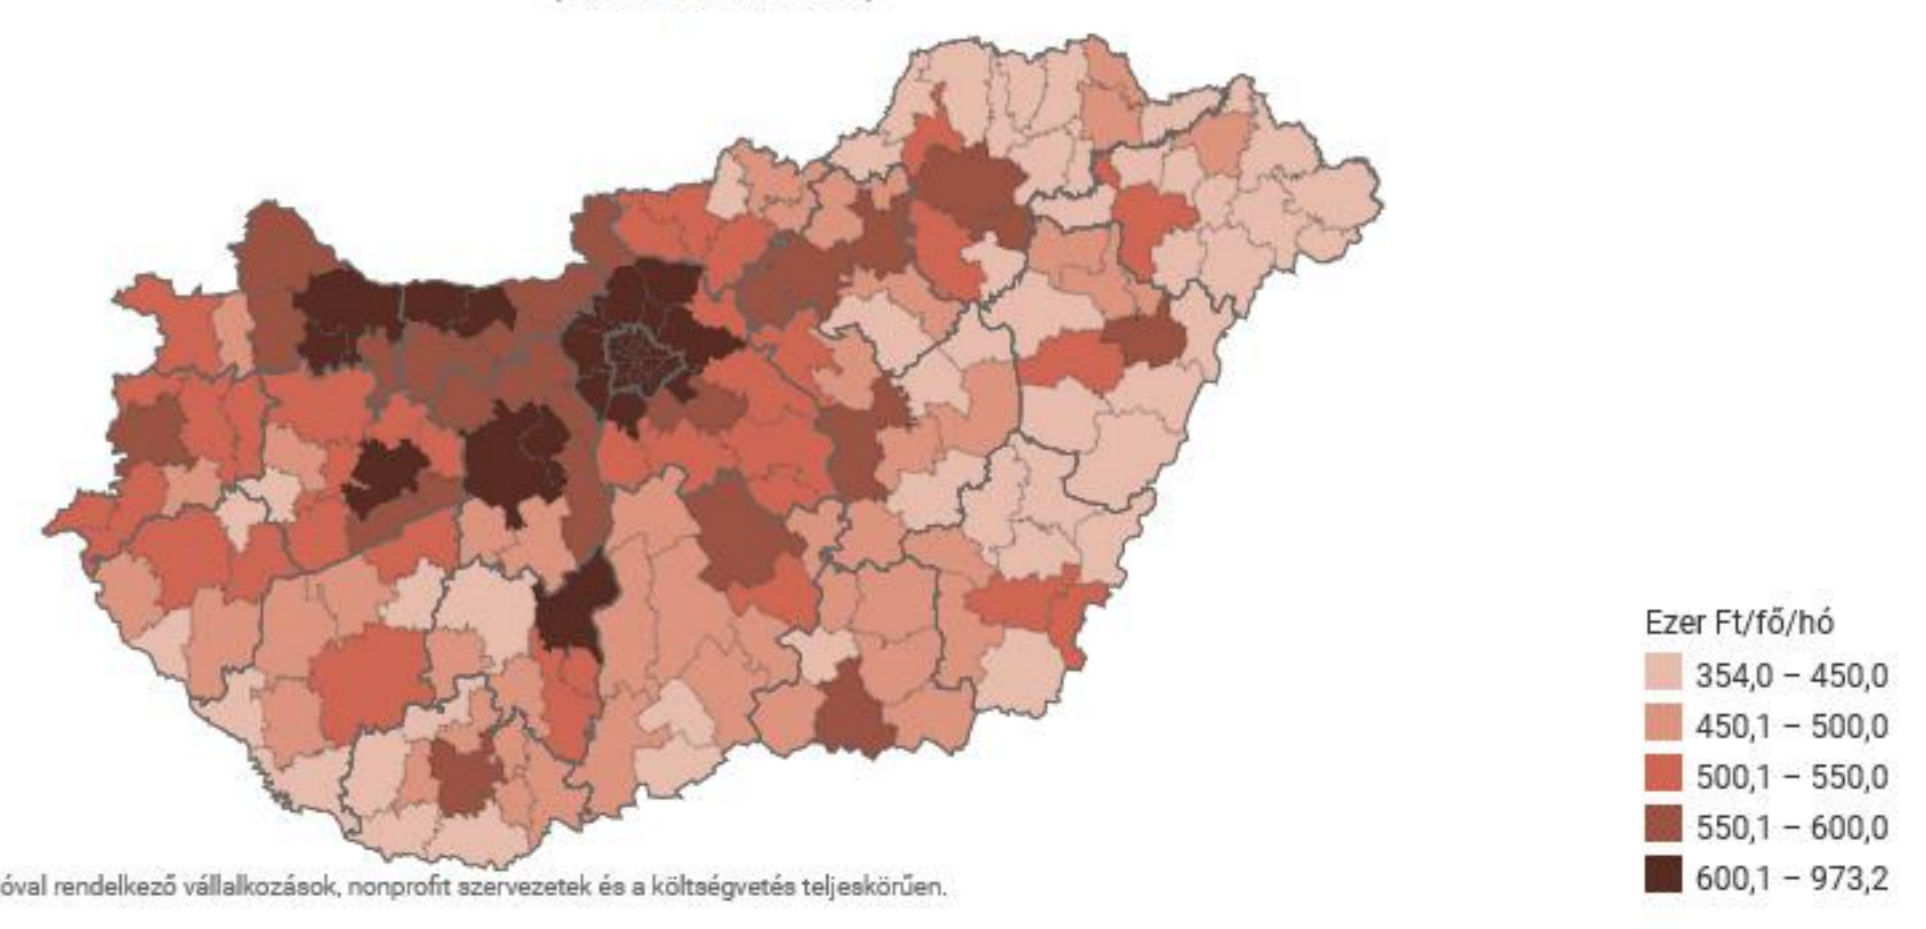 óval rendelkező vállalkozások, nonprofit szervezetek és a költségvetés teljeskörűen.
Ezer Ft/fő/hó
354,0 – 450,0
450,1 – 500,0
500,1 – 550,0
550,1 – 600,0
600,1 – 973,2